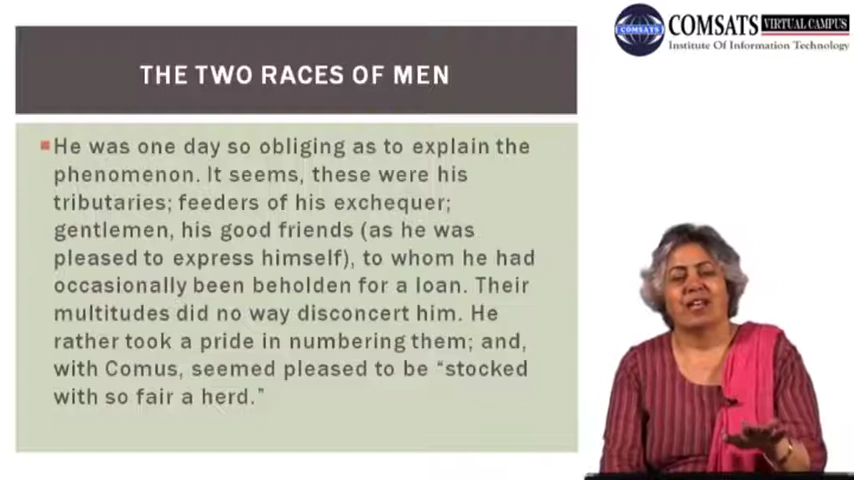 COMSATS VIRTUAL CAMPUS
Institute Of Information Technology
COMSATS
THE TWO RACES OF MEN
He was one day so obliging as to explain the
phenomenon. It seems, these were his
tributaries; feeders of his exchequer;
gentlemen, his good friends (as he was
pleased to express himself), to whom he had
occasionally been beholden for a loan. Their
multitudes did no way disconcert him. He
rather took a pride in numbering them; and,
with Comus, seemed pleased to be “stocked
with so fair a herd.”